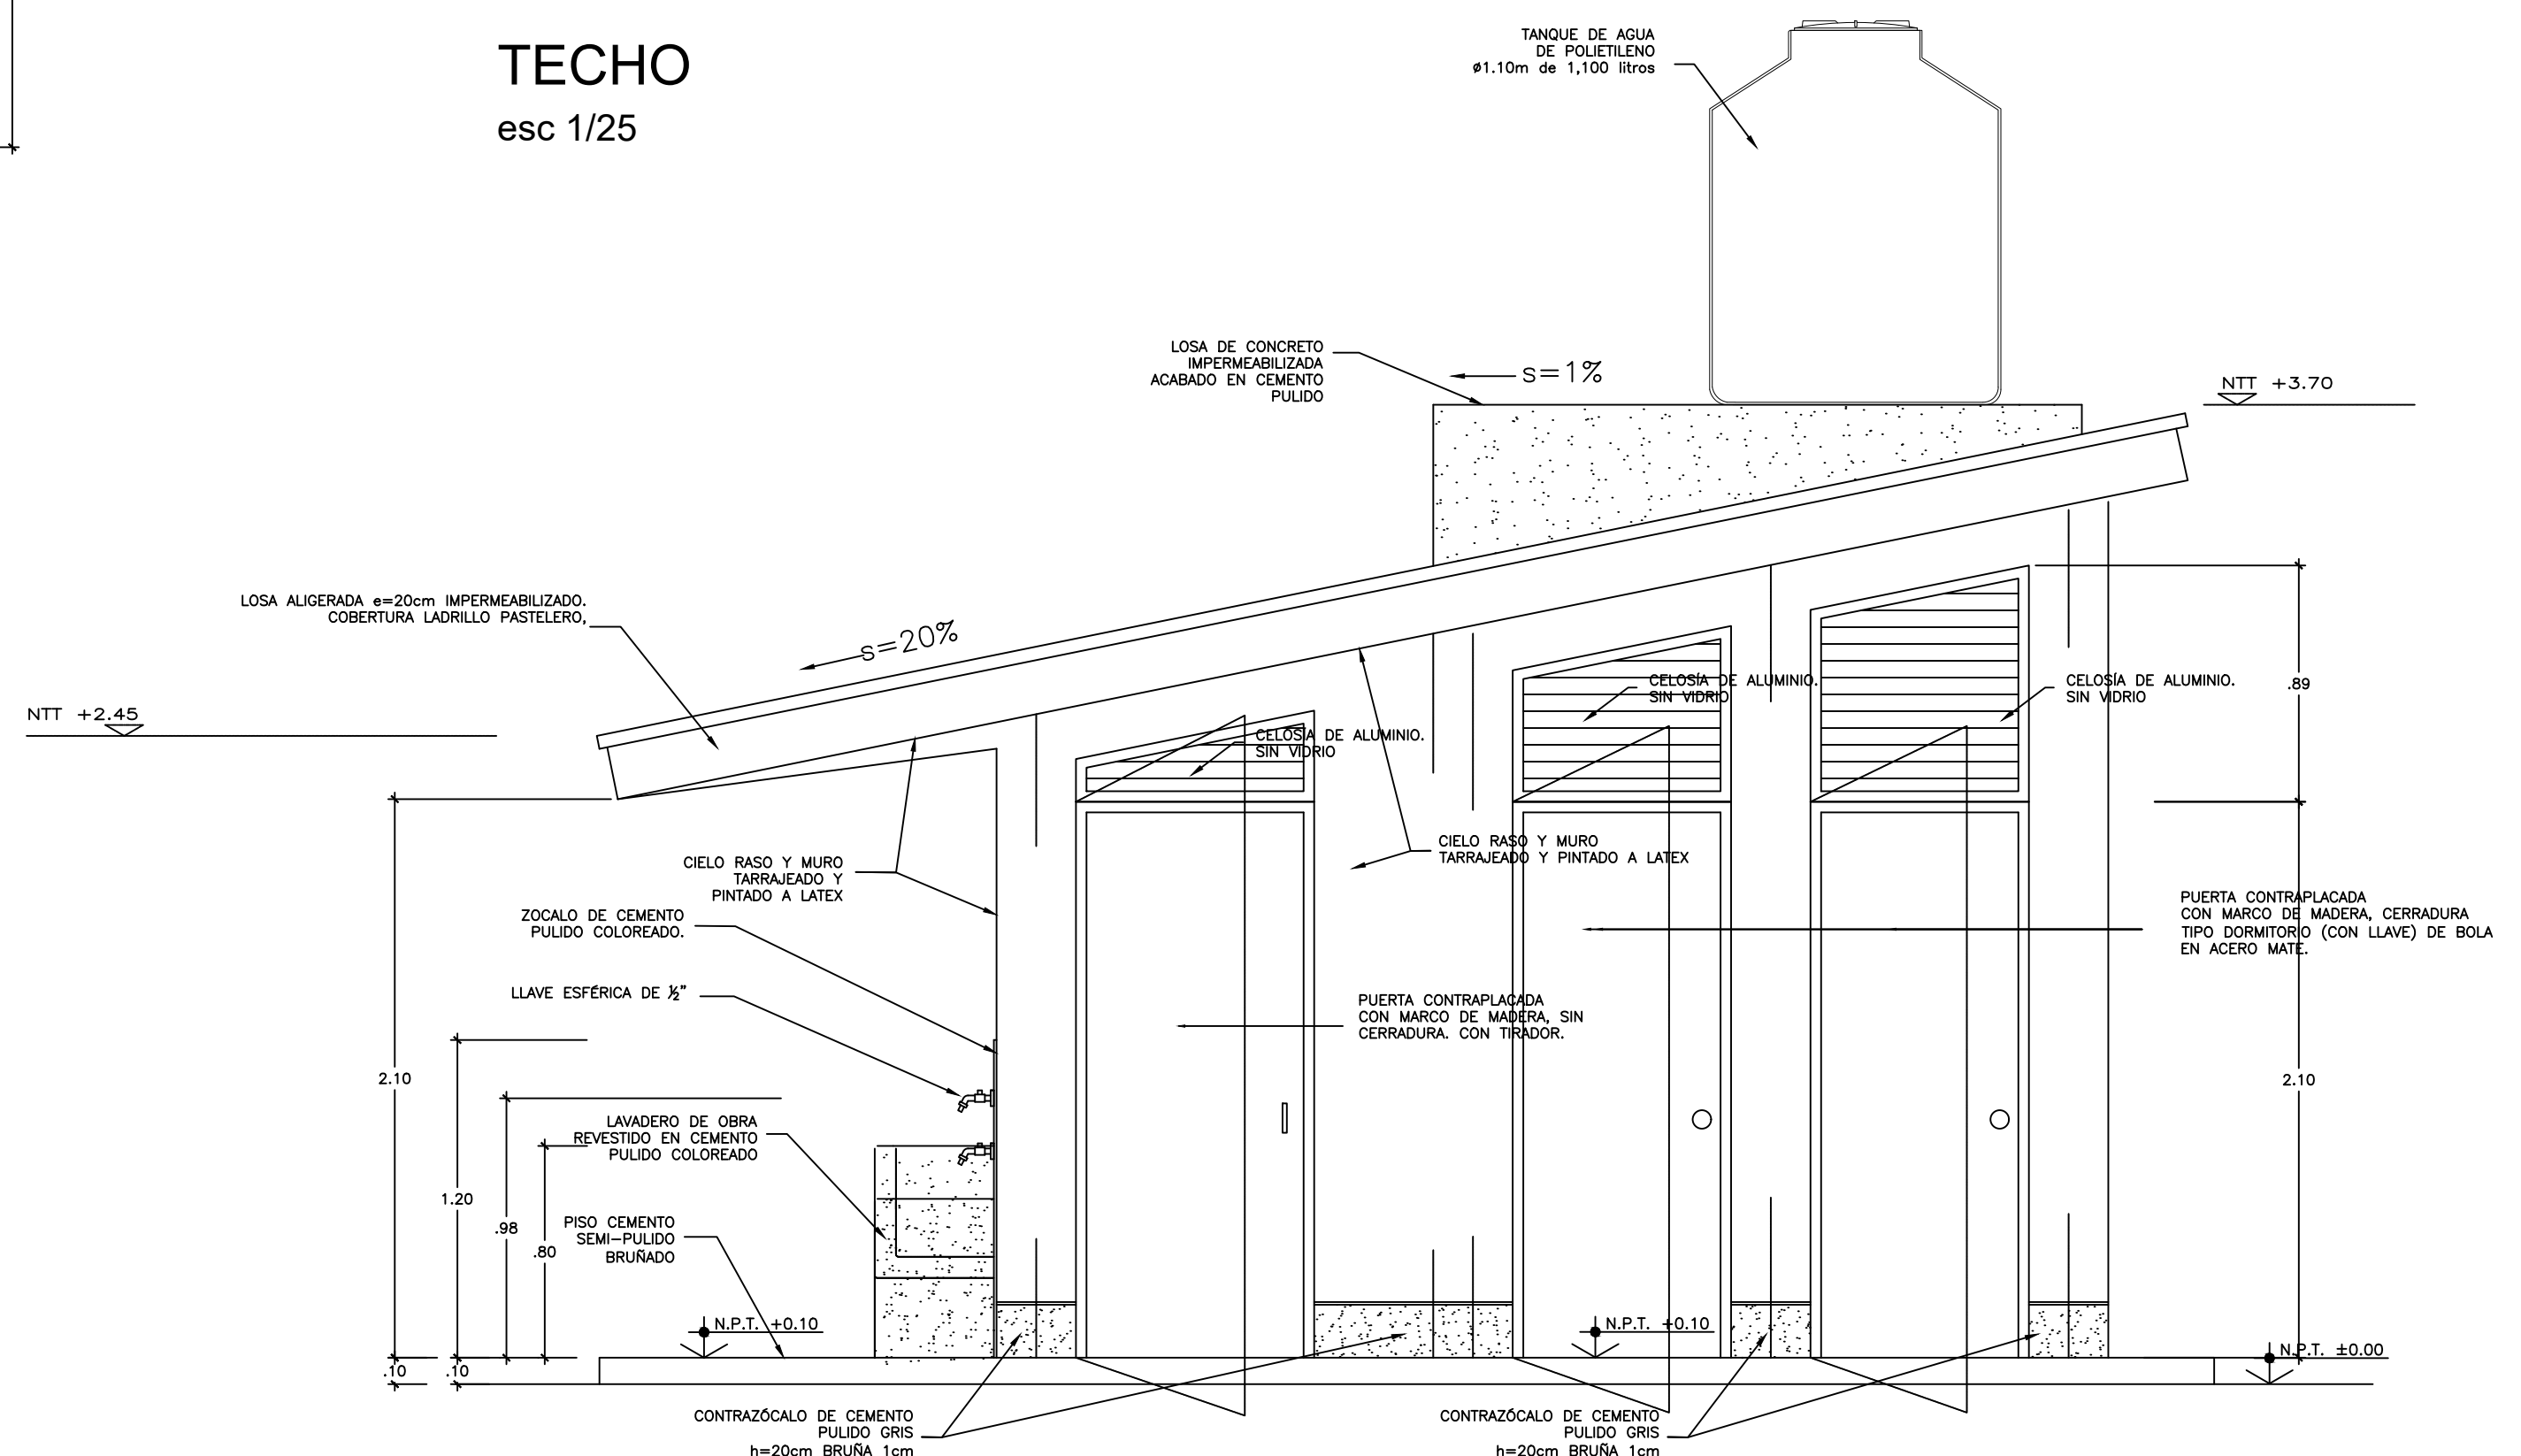 TECHO
esc 1/25
TANQUE DE AGUA
DE POLIETILENO
ø1.10m de 1,100 litros
LOSA DE CONCRETO
IMPERMEABILIZADA
ACABADO EN CEMENTO
PULIDO
s=1%
NTT +3.70
LOSA ALIGERADA e=20cm IMPERMEABILIZADO.
COBERTURA LADRILLO PASTELERO,
s=20%
NTT +2.45
CELOSÍA DE ALUMINIO.
SIN VIDRIO
CELOSÍA DE ALUMINIO.
SIN VIDRIO
CELOSÍA DE ALUMINIO.
SIN VIDRIO
.89
CIELO RASO Y MURO
TARRAJEADO Y
PINTADO A LATEX
CIELO RASO Y MURO
TARRAJEADO Y PINTADO A LATEX
ZOCALO DE CEMENTO
PULIDO COLOREADO.
PUERTA CONTRAPLACADA
CON MARCO DE MADERA, CERRADURA
TIPO DORMITORIO (CON LLAVE) DE BOLA
EN ACERO MATE.
LLAVE ESFÉRICA DE ½"
PUERTA CONTRAPLACADA
CON MARCO DE MADERA, SIN
CERRADURA. CON TIRADOR.
2.10
2.10
LAVADERO DE OBRA
REVESTIDO EN CEMENTO
PULIDO COLOREADO
1.20
.98
.80
PISO CEMENTO
SEMI-PULIDO
BRUÑADO
N.P.T. +0.10
N.P.T. +0.10
N.P.T. ±0.00
.10
.10
CONTRAZÓCALO DE CEMENTO
PULIDO GRIS
h=20cm BRUÑA 1cm
CONTRAZÓCALO DE CEMENTO
PULIDO GRIS
h=20cm BRUÑA 1cm